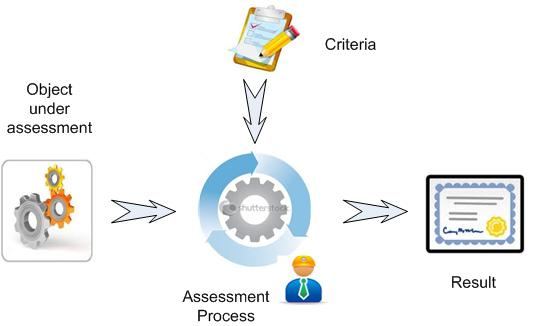 Criteria
Object
under
assessment
shutterstock
Result
Assessment
Process